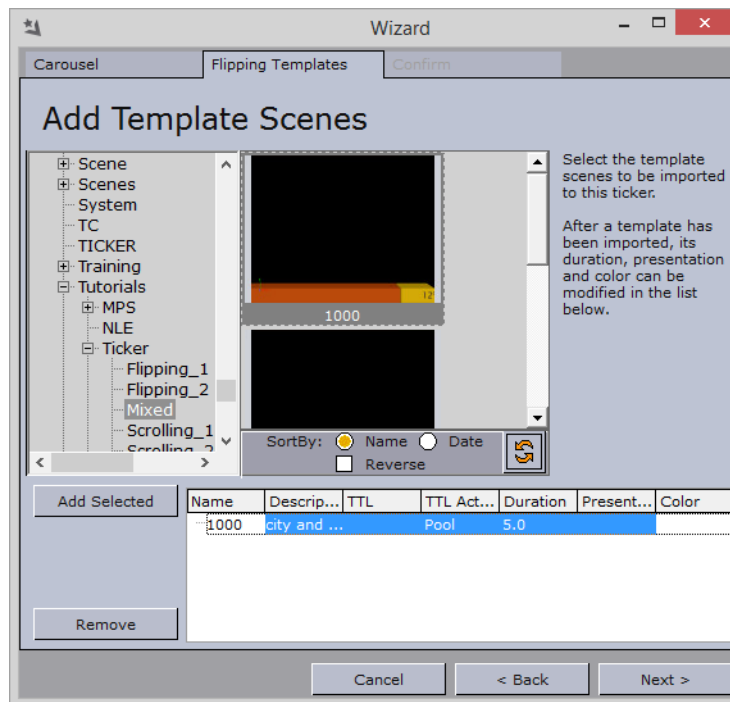 Wizard
Carousel
Flipping Templates
Confirm
Add Template Scenes
Scene
Scenes
System
TC
TICKER
Training
Tutorials
MPS
NLE
Ticker
Flipping_1
Flipping_2
Mixed
Scrolling_1
Scrolling_2
12
1000
SortBy: Name Date
Reverse
Select the template
scenes to be imported
to this ticker.
After a template has
been imported, its
duration, presentation
and color can be
modified in the list
below.
Add Selected
Remove
Name Descrip... TTL TTL Act... Duration Present... Color
1000 city and ... Pool 5.0
Cancel
< Back
Next >